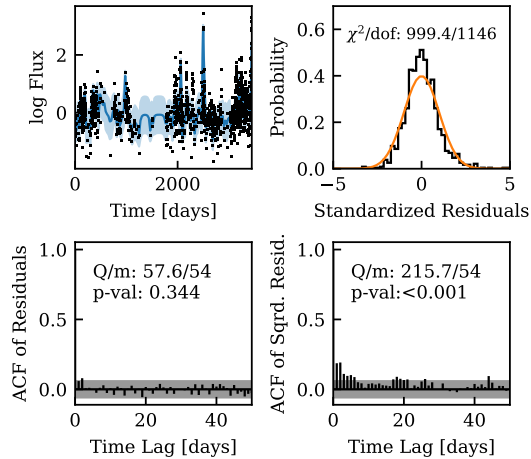 log Flux
2
0
0
2000
Time [days]
χ²/dof: 999.4/1146
Probability
0.6
0.4
0.2
0.0
−5
0
5
Standardized Residuals
Q/m: 57.6/54
p-val: 0.344
ACF of Residuals
1.0
0.5
0.0
0
20
40
Time Lag [days]
Q/m: 215.7/54
p-val:<0.001
ACF of Sqrd. Resid.
1.0
0.5
0.0
0
20
40
Time Lag [days]